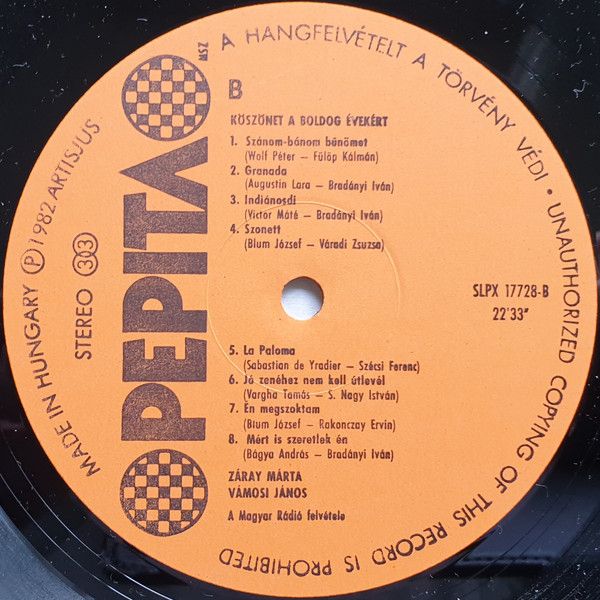 A HANGFELVÉTELT A TÖRVÉNY VÉDI • UNAUTHORIZED COPYING OF THIS RECORD IS PROHIBITED
MADE IN HUNGARY Ⓟ 1982 ARTISJUS
STEREO 33
PEPITA
MSZ
B
KÖSZÖNET A BOLDOG ÉVEKÉRT
1. Szánom-bánom bűnömet
(Wolf Péter – Fülöp Kálmán)
2. Granada
(Augustin Lara – Bradányi Iván)
3. Indiánosdi
(Victor Máté – Bradányi Iván)
4. Szonett
(Blum József – Váradi Zsuzsa)
SLPX 17728-B
22'33"
5. La Paloma
(Sabastian de Yradier – Szécsi Ferenc)
6. Jó zenéhez nem kell útlevél
(Vargha Tamás – S. Nagy István)
7. Én megszoktam
(Blum József – Rakonczay Ervin)
8. Mért is szeretlek én
(Bágya András – Bradányi Iván)
ZÁRAY MÁRTA
VÁMOSI JÁNOS
A Magyar Rádió felvétele